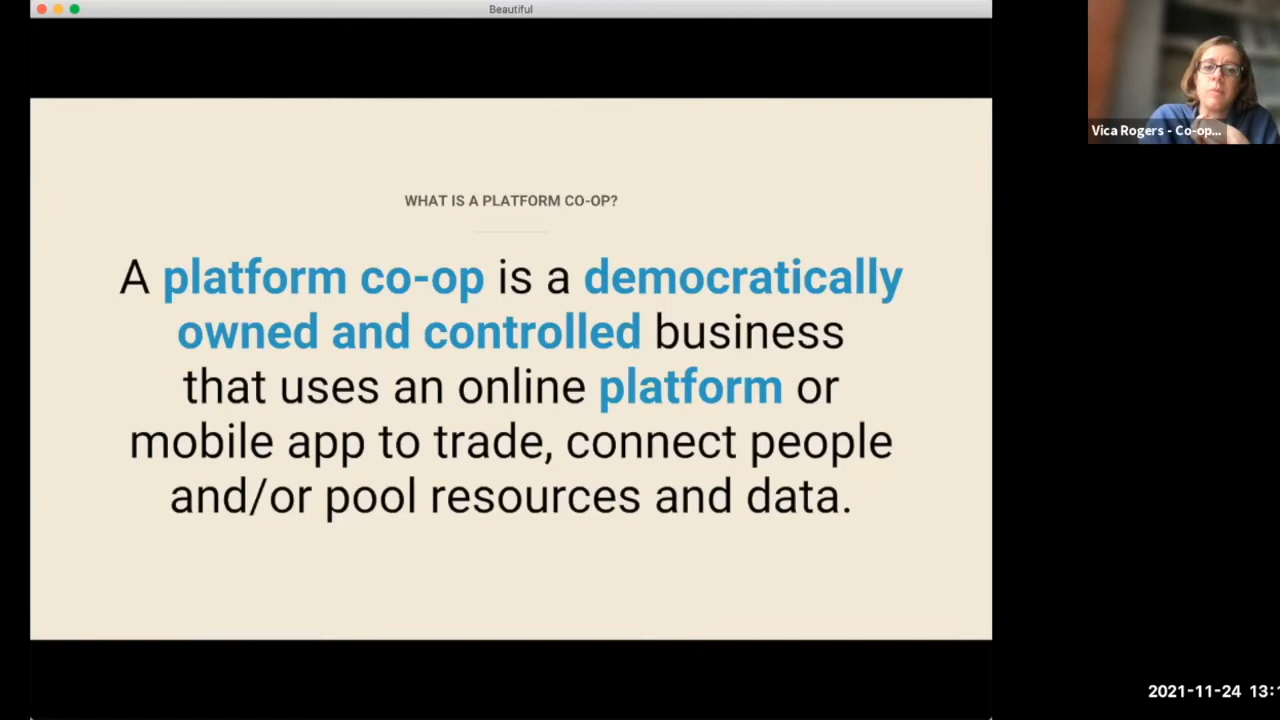 Beautiful
Vica Rogers - Co-op...
WHAT IS A PLATFORM CO-OP?
A platform co-op is a democratically
owned and controlled business
that uses an online platform or
mobile app to trade, connect people
and/or pool resources and data.
2021-11-24 13: